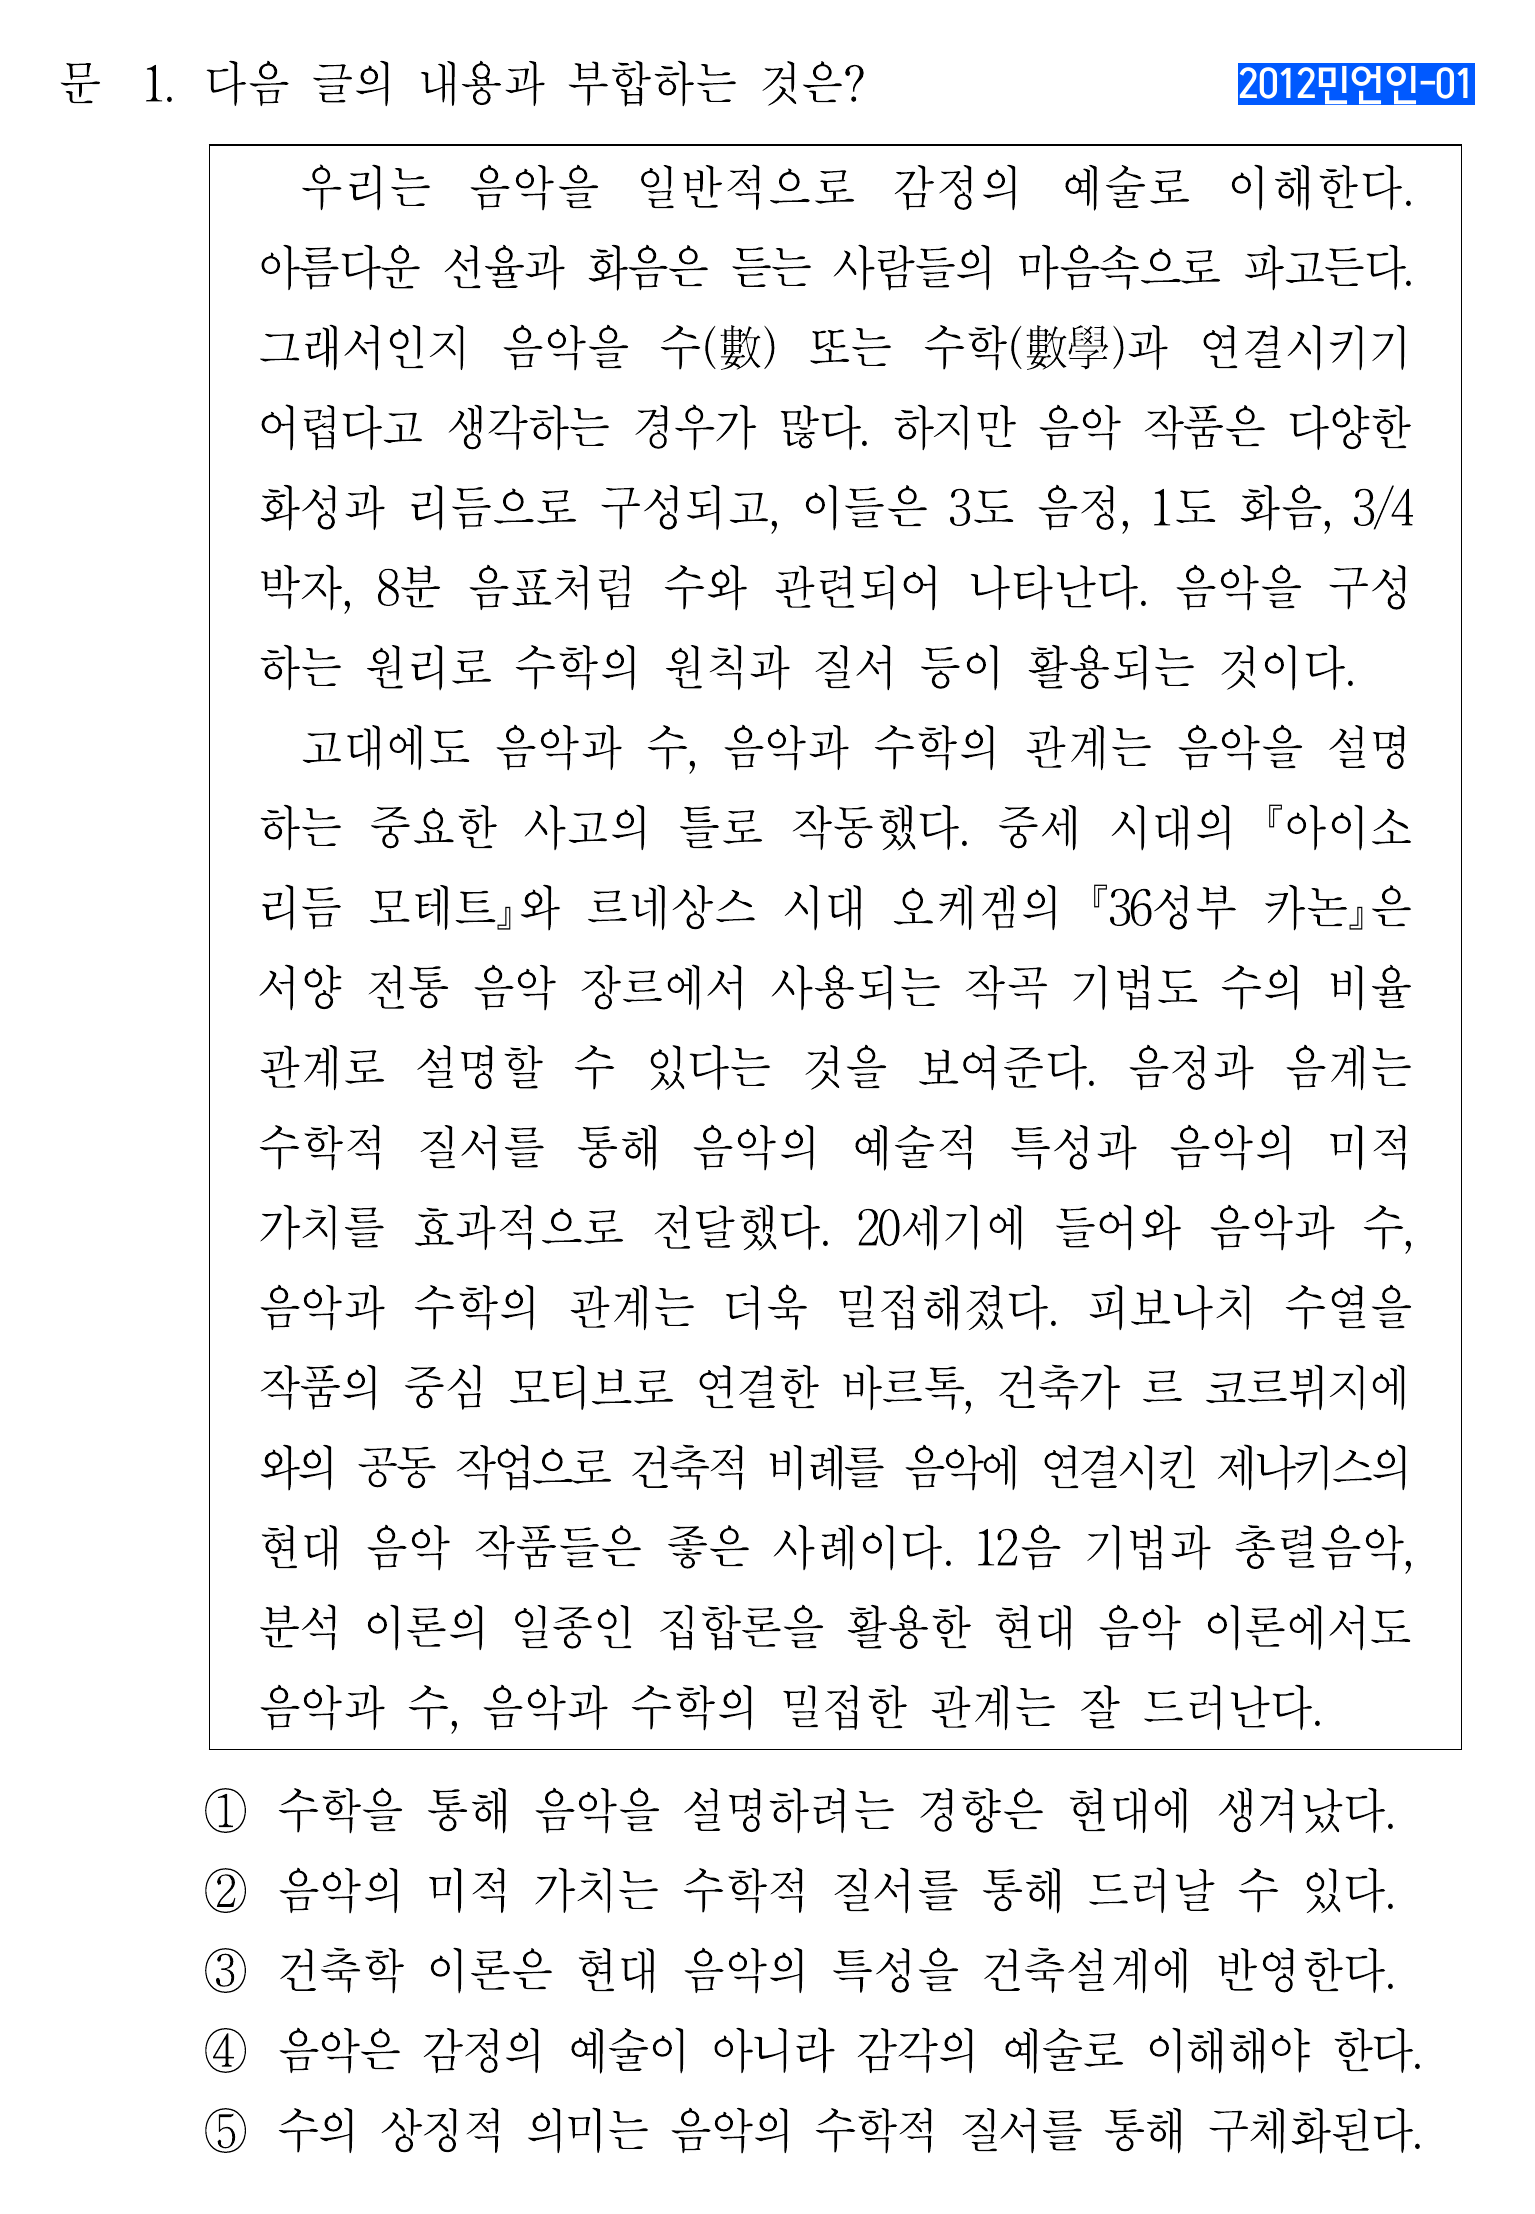 문 1. 다음 글의 내용과 부합하는 것은?
2012민언인-01
우리는 음악을 일반적으로 감정의 예술로 이해한다.
아름다운 선율과 화음은 듣는 사람들의 마음속으로 파고든다.
그래서인지 음악을 수(數) 또는 수학(數學)과 연결시키기
어렵다고 생각하는 경우가 많다. 하지만 음악 작품은 다양한
화성과 리듬으로 구성되고, 이들은 3도 음정, 1도 화음, 3/4
박자, 8분 음표처럼 수와 관련되어 나타난다. 음악을 구성
하는 원리로 수학의 원칙과 질서 등이 활용되는 것이다.
고대에도 음악과 수, 음악과 수학의 관계는 음악을 설명
하는 중요한 사고의 틀로 작동했다. 중세 시대의 『아이소
리듬 모테트』와 르네상스 시대 오케겜의 『36성부 카논』은
서양 전통 음악 장르에서 사용되는 작곡 기법도 수의 비율
관계로 설명할 수 있다는 것을 보여준다. 음정과 음계는
수학적 질서를 통해 음악의 예술적 특성과 음악의 미적
가치를 효과적으로 전달했다. 20세기에 들어와 음악과 수,
음악과 수학의 관계는 더욱 밀접해졌다. 피보나치 수열을
작품의 중심 모티브로 연결한 바르톡, 건축가 르 코르뷔지에
와의 공동 작업으로 건축적 비례를 음악에 연결시킨 제나키스의
현대 음악 작품들은 좋은 사례이다. 12음 기법과 총렬음악,
분석 이론의 일종인 집합론을 활용한 현대 음악 이론에서도
음악과 수, 음악과 수학의 밀접한 관계는 잘 드러난다.
① 수학을 통해 음악을 설명하려는 경향은 현대에 생겨났다.
② 음악의 미적 가치는 수학적 질서를 통해 드러날 수 있다.
③ 건축학 이론은 현대 음악의 특성을 건축설계에 반영한다.
④ 음악은 감정의 예술이 아니라 감각의 예술로 이해해야 한다.
⑤ 수의 상징적 의미는 음악의 수학적 질서를 통해 구체화된다.